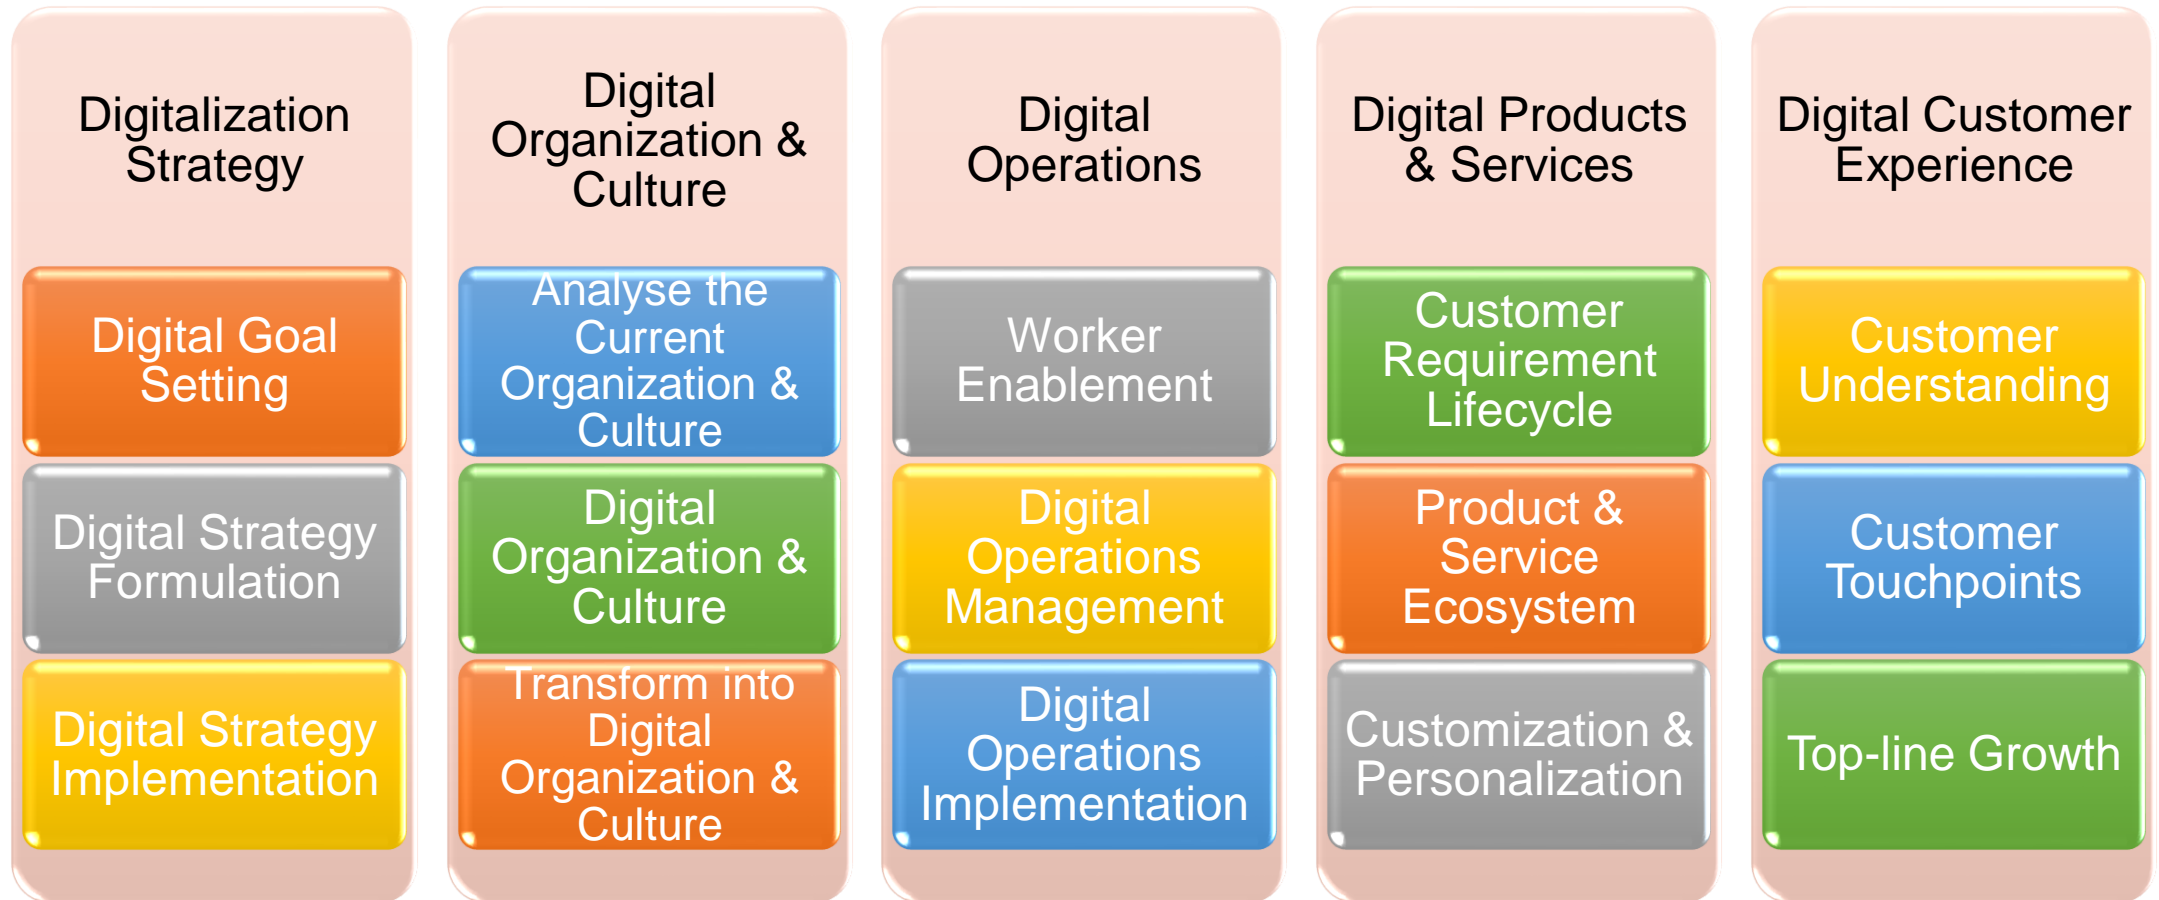 Digitalization
Strategy
Digital Goal
Setting
Digital Strategy
Formulation
Digital Strategy
Implementation
Digital
Organization &
Culture
Analyse the
Current
Organization &
Culture
Digital
Organization &
Culture
Transform into
Digital
Organization &
Culture
Digital
Operations
Worker
Enablement
Digital
Operations
Management
Digital
Operations
Implementation
Digital Products
& Services
Customer
Requirement
Lifecycle
Product &
Service
Ecosystem
Customization &
Personalization
Digital Customer
Experience
Customer
Understanding
Customer
Touchpoints
Top-line Growth